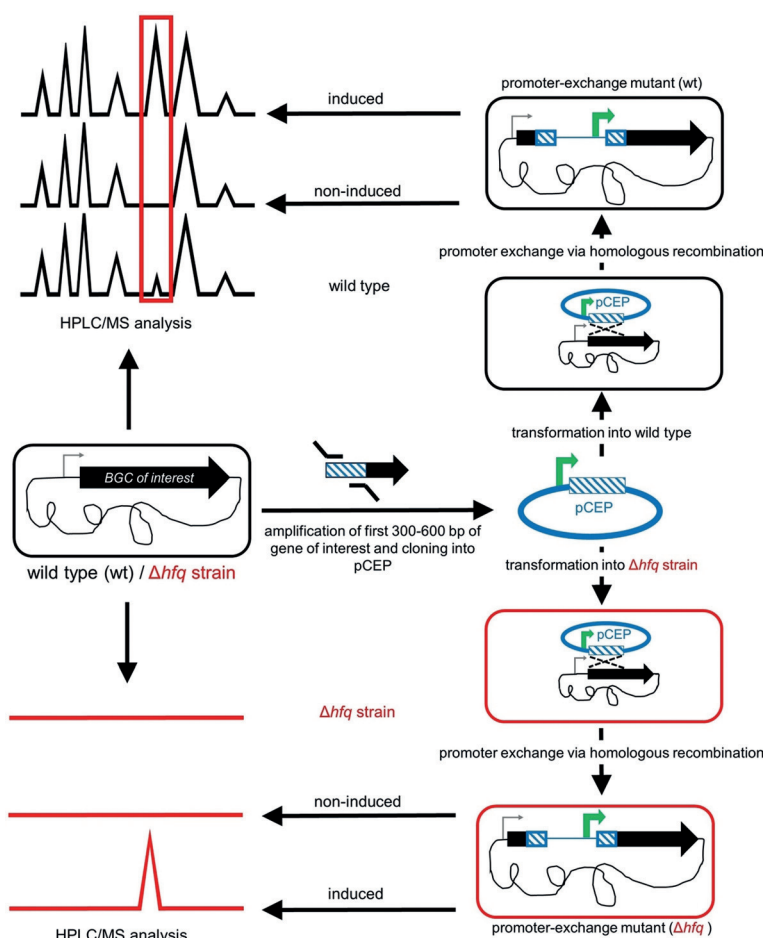 promoter-exchange mutant (wt)
induced
non-induced
promoter exchange via homologous recombination
wild type
HPLC/MS analysis
pCEP
transformation into wild type
BGC of interest
pCEP
amplification of first 300-600 bp of
gene of interest and cloning into
pCEP
wild type (wt) / Δhfq strain
transformation into Δhfq strain
pCEP
Δhfq strain
promoter exchange via homologous recombination
non-induced
induced
promoter-exchange mutant (Δhfq )
HPLC/MS analysis